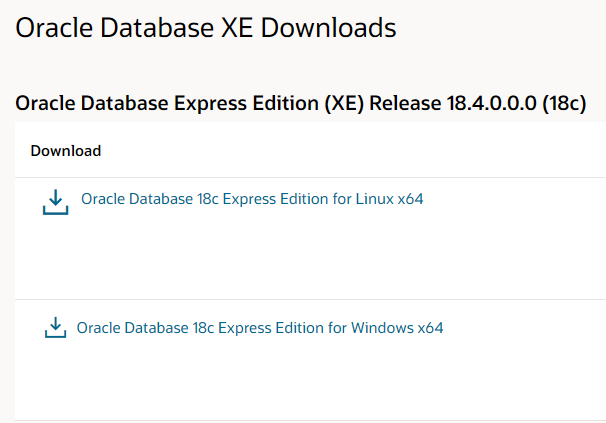 Oracle Database XE Downloads
Oracle Database Express Edition (XE) Release 18.4.0.0.0 (18c)
Download
Oracle Database 18c Express Edition for Linux x64
Oracle Database 18c Express Edition for Windows x64